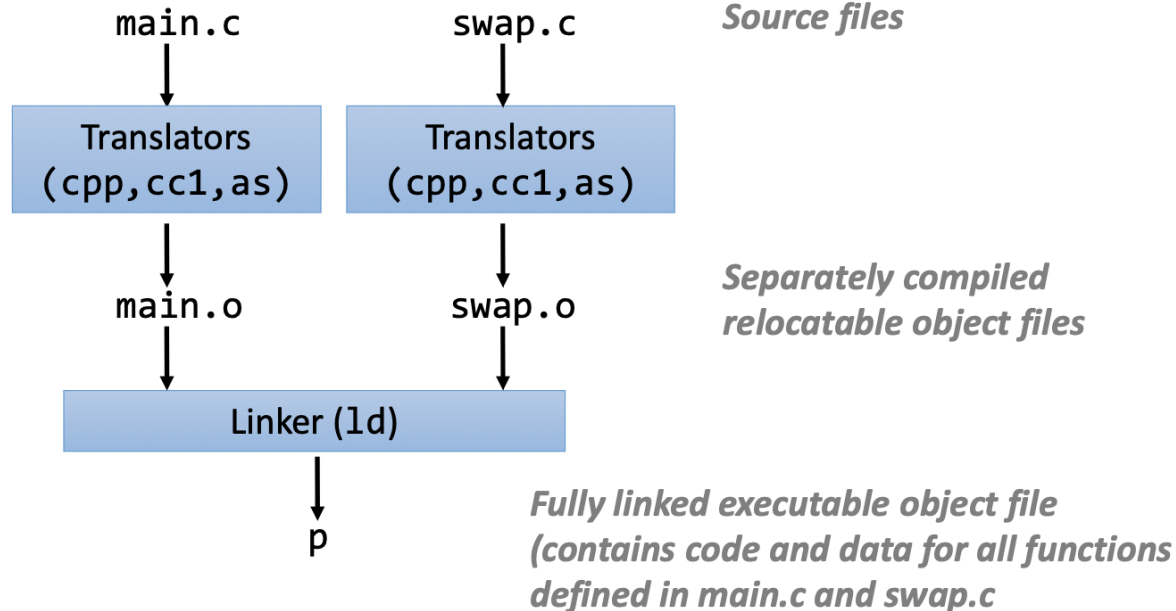 main.c swap.c Source files
Translators Translators
(cpp,cc1,as) (cpp,cc1,as)
main.o swap.o Separately compiled
relocatable object files
Linker (ld)
p
Fully linked executable object file
(contains code and data for all functions
defined in main.c and swap.c